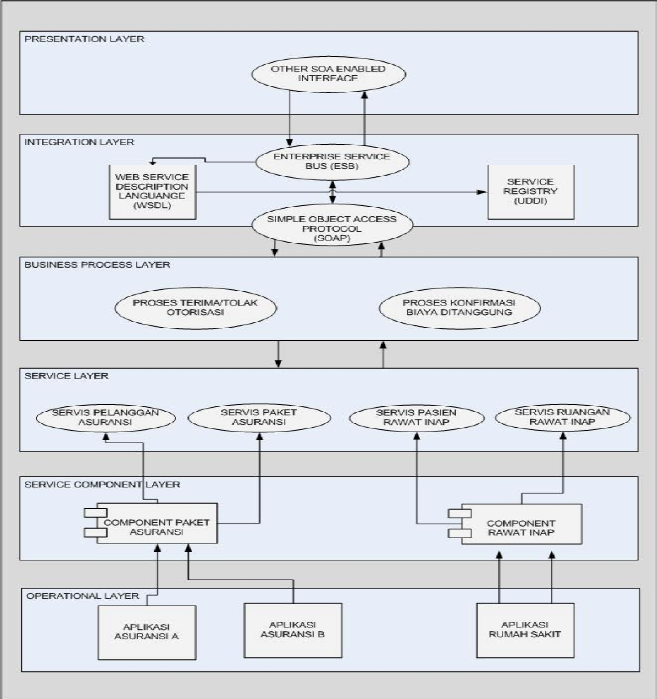 PRESENTATION LAYER
OTHER SOA ENABLED
INTERFACE
INTEGRATION LAYER
ENTERPRISE SERVICE
BUS (ESB)
WEB SERVICE
DESCRIPTION
LANGUANGE
(WSDL)
SERVICE
REGISTRY
(UDDI)
SIMPLE OBJECT ACCESS
PROTOCOL
(SOAP)
BUSINESS PROCESS LAYER
PROSES TERIMA/TOLAK
OTORISASI
PROSES KONFIRMASI
BIAYA DITANGGUNG
SERVICE LAYER
SERVIS PELANGGAN
ASURANSI
SERVIS PAKET
ASURANSI
SERVIS PASIEN
RAWAT INAP
SERVIS RUANGAN
RAWAT INAP
SERVICE COMPONENT LAYER
COMPONENT PAKET
ASURANSI
COMPONENT
RAWAT INAP
OPERATIONAL LAYER
APLIKASI
ASURANSI A
APLIKASI
ASURANSI B
APLIKASI
RUMAH SAKIT